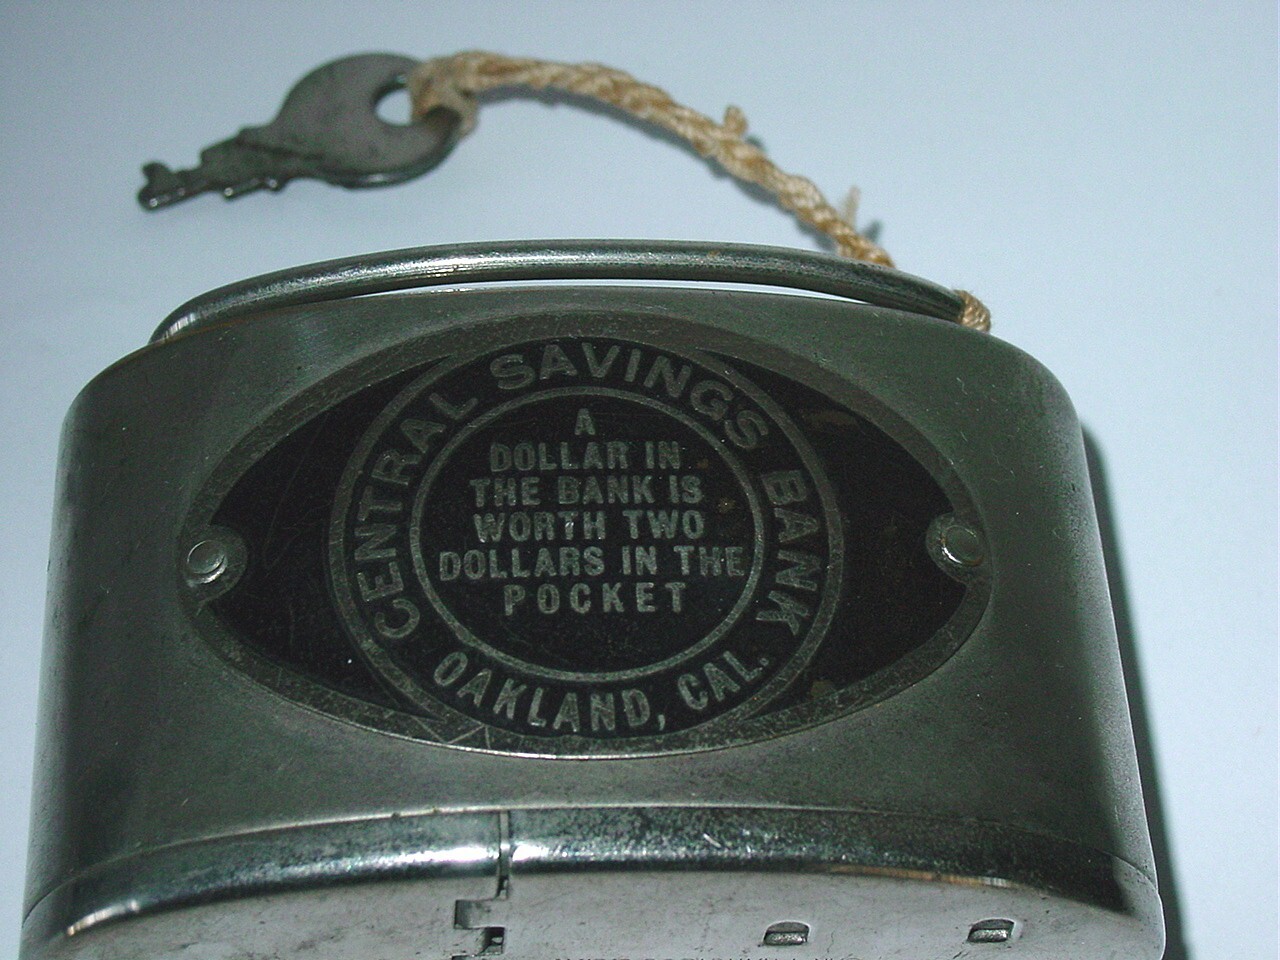 CENTRAL SAVINGS BANK
A
DOLLAR IN
THE BANK IS
WORTH TWO
DOLLARS IN THE
POCKET
OAKLAND, CAL.